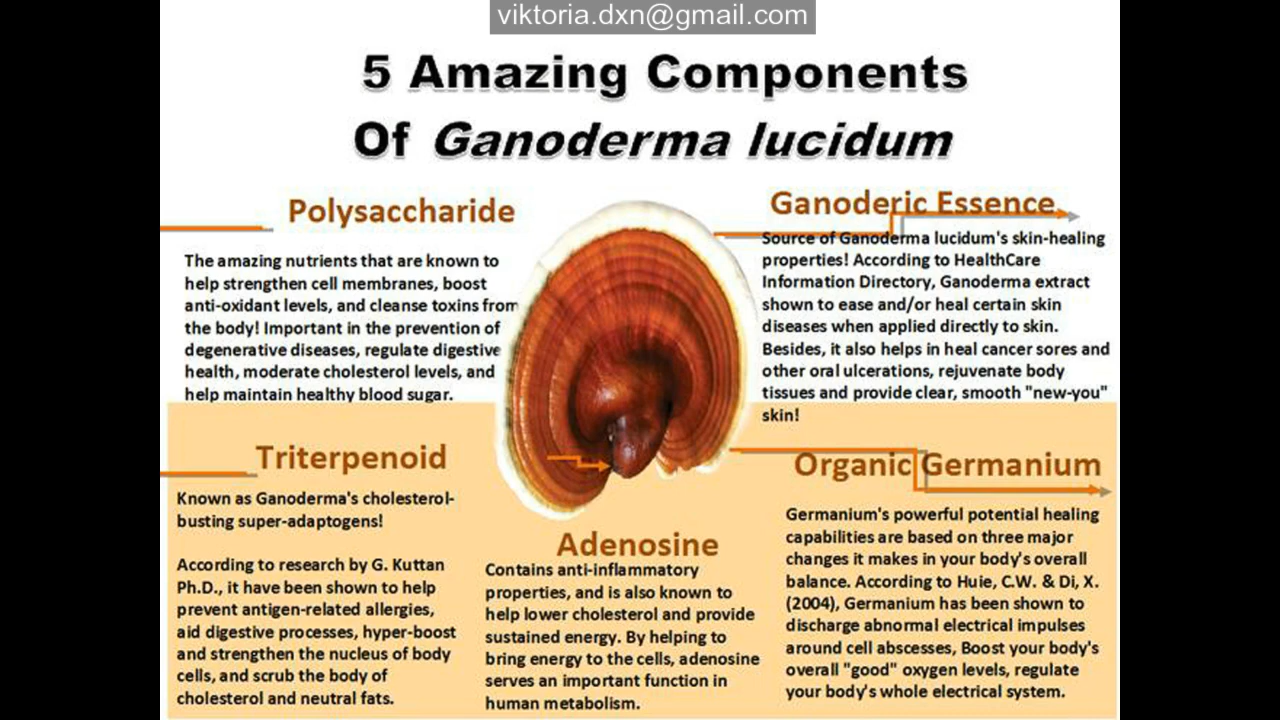 viktoria.dxn@gmail.com
5 Amazing Components
Of Ganoderma lucidum
Polysaccharide
The amazing nutrients that are known to
help strengthen cell membranes, boost
anti-oxidant levels, and cleanse toxins from
the body! Important in the prevention of
degenerative diseases, regulate digestive
health, moderate cholesterol levels, and
help maintain healthy blood sugar.
Ganoderic Essence
Source of Ganoderma lucidum's skin-healing
properties! According to HealthCare
Information Directory, Ganoderma extract
shown to ease and/or heal certain skin
diseases when applied directly to skin.
Besides, it also helps in heal cancer sores and
other oral ulcerations, rejuvenate body
tissues and provide clear, smooth "new-you"
skin!
Triterpenoid
Known as Ganoderma's cholesterol-
busting super-adaptogens!
According to research by G. Kuttan
Ph.D., it have been shown to help
prevent antigen-related allergies,
aid digestive processes, hyper-boost
and strengthen the nucleus of body
cells, and scrub the body of
cholesterol and neutral fats.
Adenosine
Contains anti-inflammatory
properties, and is also known to
help lower cholesterol and provide
sustained energy. By helping to
bring energy to the cells, adenosine
serves an important function in
human metabolism.
Organic Germanium
Germanium's powerful potential healing
capabilities are based on three major
changes it makes in your body's overall
balance. According to Huie, C.W. & Di, X.
(2004), Germanium has been shown to
discharge abnormal electrical impulses
around cell abscesses, Boost your body's
overall "good" oxygen levels, regulate
your body's whole electrical system.